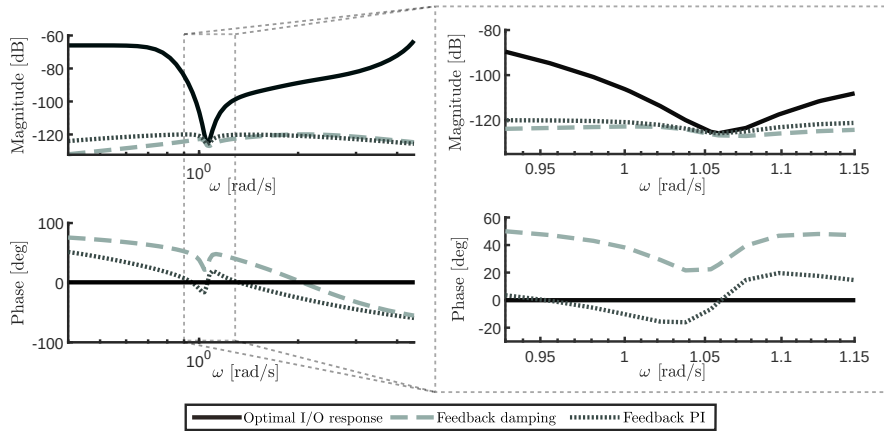 -60
-80
-100
-120
Magnitude [dB]
10^0
ω [rad/s]
-80
-100
-120
Magnitude [dB]
0.95
1
1.05
1.1
1.15
ω [rad/s]
100
0
-100
Phase [deg]
10^0
ω [rad/s]
60
40
20
0
-20
Phase [deg]
0.95
1
1.05
1.1
1.15
ω [rad/s]
Optimal I/O response
Feedback damping
Feedback PI